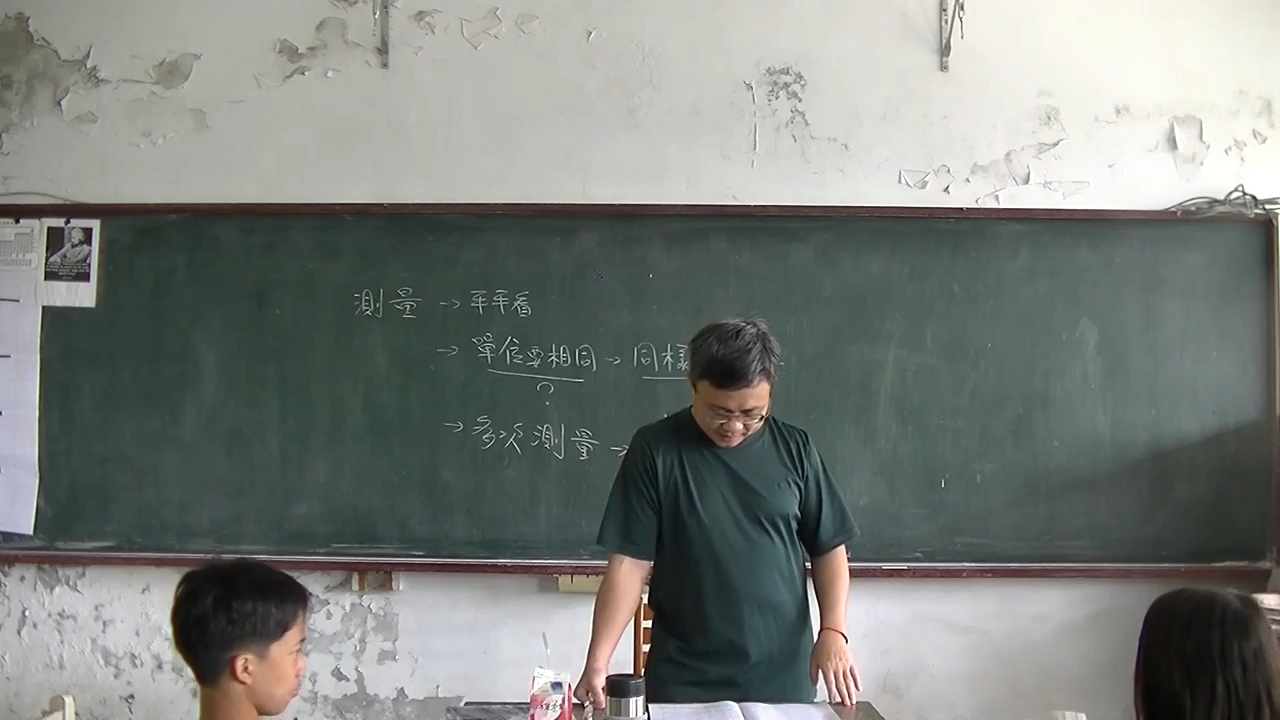 測量 → 平平看
→ 單位要相同 → 同樣
?
→ 多次測量 →